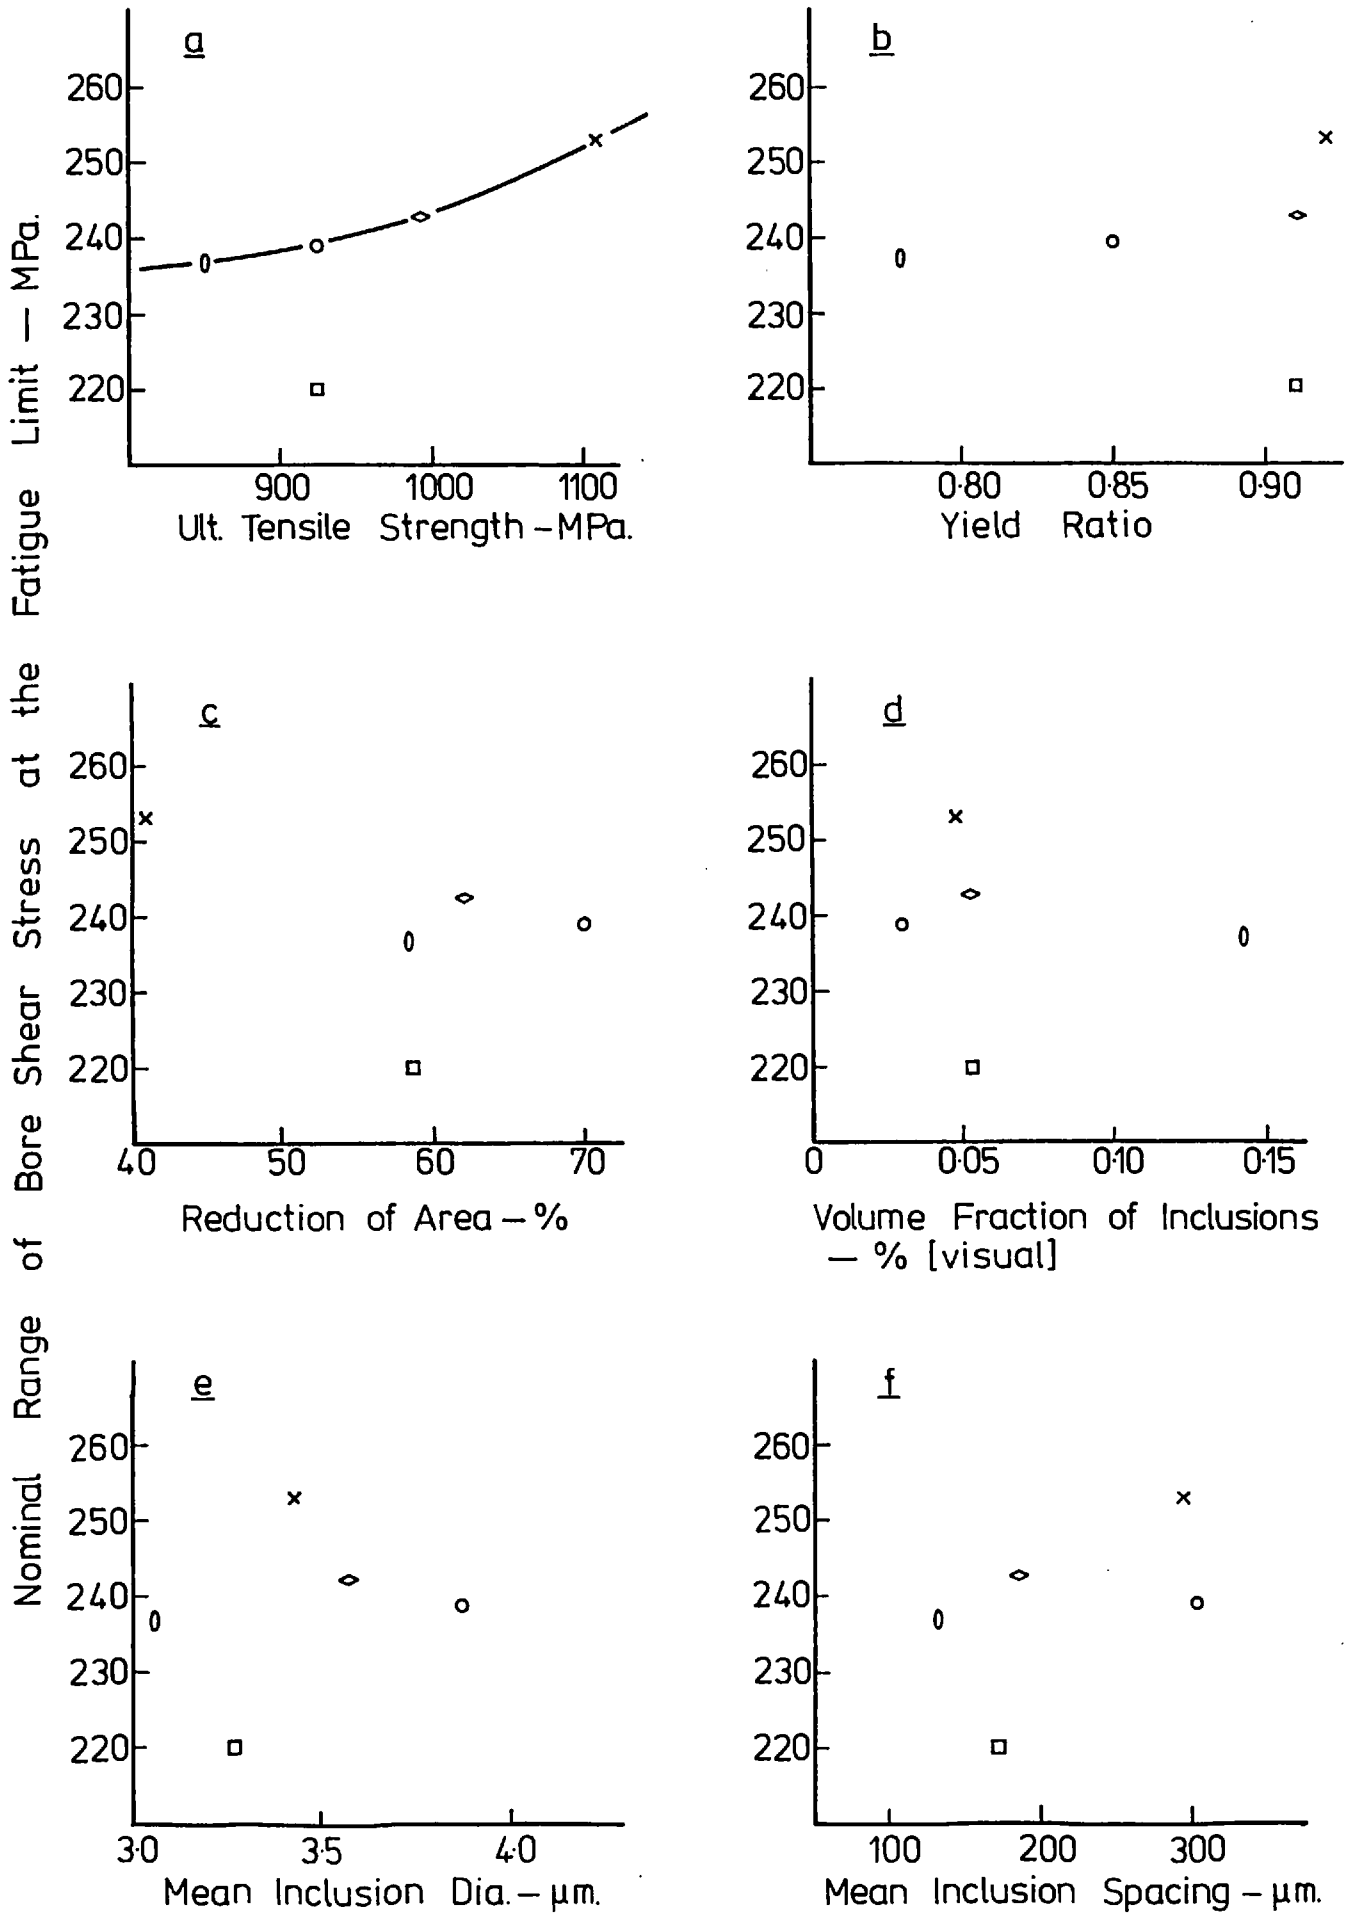 Nominal Range of Bore Shear Stress at the Fatigue Limit — MPa.
a
260
250
240
230
220
900 1000 1100
Ult. Tensile Strength – MPa.
b
260
250
240
230
220
0·80 0·85 0·90
Yield Ratio
c
260
250
240
230
220
40 50 60 70
Reduction of Area – %
d
260
250
240
230
220
0 0·05 0·10 0·15
Volume Fraction of Inclusions
— % [visual]
e
260
250
240
230
220
3·0 3·5 4·0
Mean Inclusion Dia. – μm.
f
260
250
240
230
220
100 200 300
Mean Inclusion Spacing – μm.